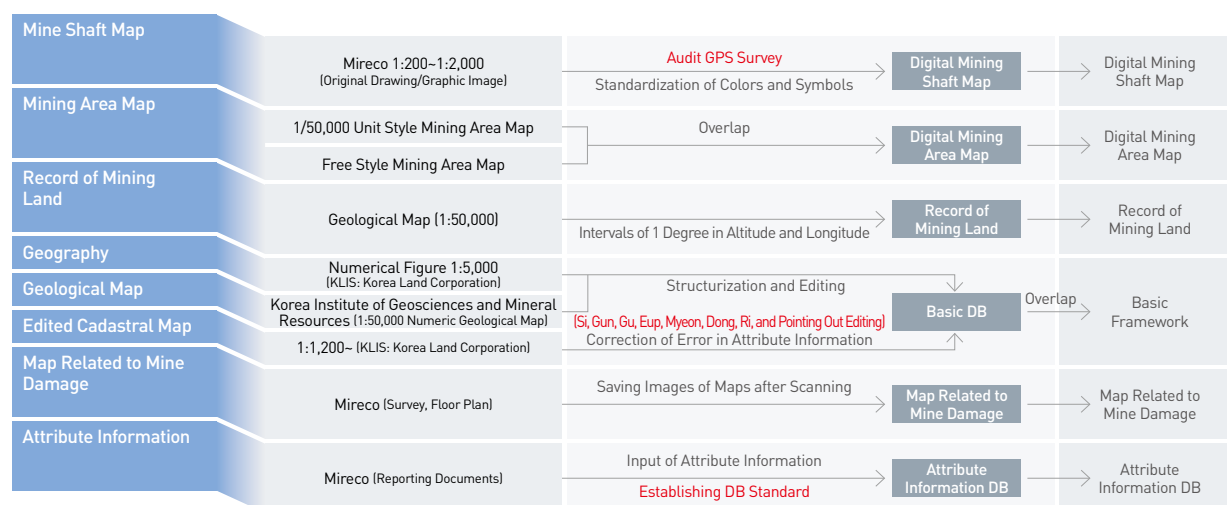 Mine Shaft Map
Mining Area Map
Record of Mining
Land
Geography
Geological Map
Edited Cadastral Map
Map Related to Mine
Damage
Attribute Information
Mireco 1:200~1:2,000
(Original Drawing/Graphic Image)
Audit GPS Survey
Standardization of Colors and Symbols
Digital Mining
Shaft Map
Digital Mining
Shaft Map
1/50,000 Unit Style Mining Area Map
Free Style Mining Area Map
Overlap
Digital Mining
Area Map
Digital Mining
Area Map
Geological Map (1:50,000)
Intervals of 1 Degree in Altitude and Longitude
Record of
Mining Land
Record of
Mining Land
Numerical Figure 1:5,000
(KLIS: Korea Land Corporation)
Korea Institute of Geosciences and Mineral
Resources (1:50,000 Numeric Geological Map)
1:1,200~ (KLIS: Korea Land Corporation)
Structurization and Editing
(Si, Gun, Gu, Eup, Myeon, Dong, Ri, and Pointing Out Editing)
Correction of Error in Attribute Information
Basic DB
Overlap
Basic
Framework
Mireco (Survey, Floor Plan)
Saving Images of Maps after Scanning
Map Related to
Mine Damage
Map Related to
Mine Damage
Mireco (Reporting Documents)
Input of Attribute Information
Establishing DB Standard
Attribute
Information DB
Attribute
Information DB